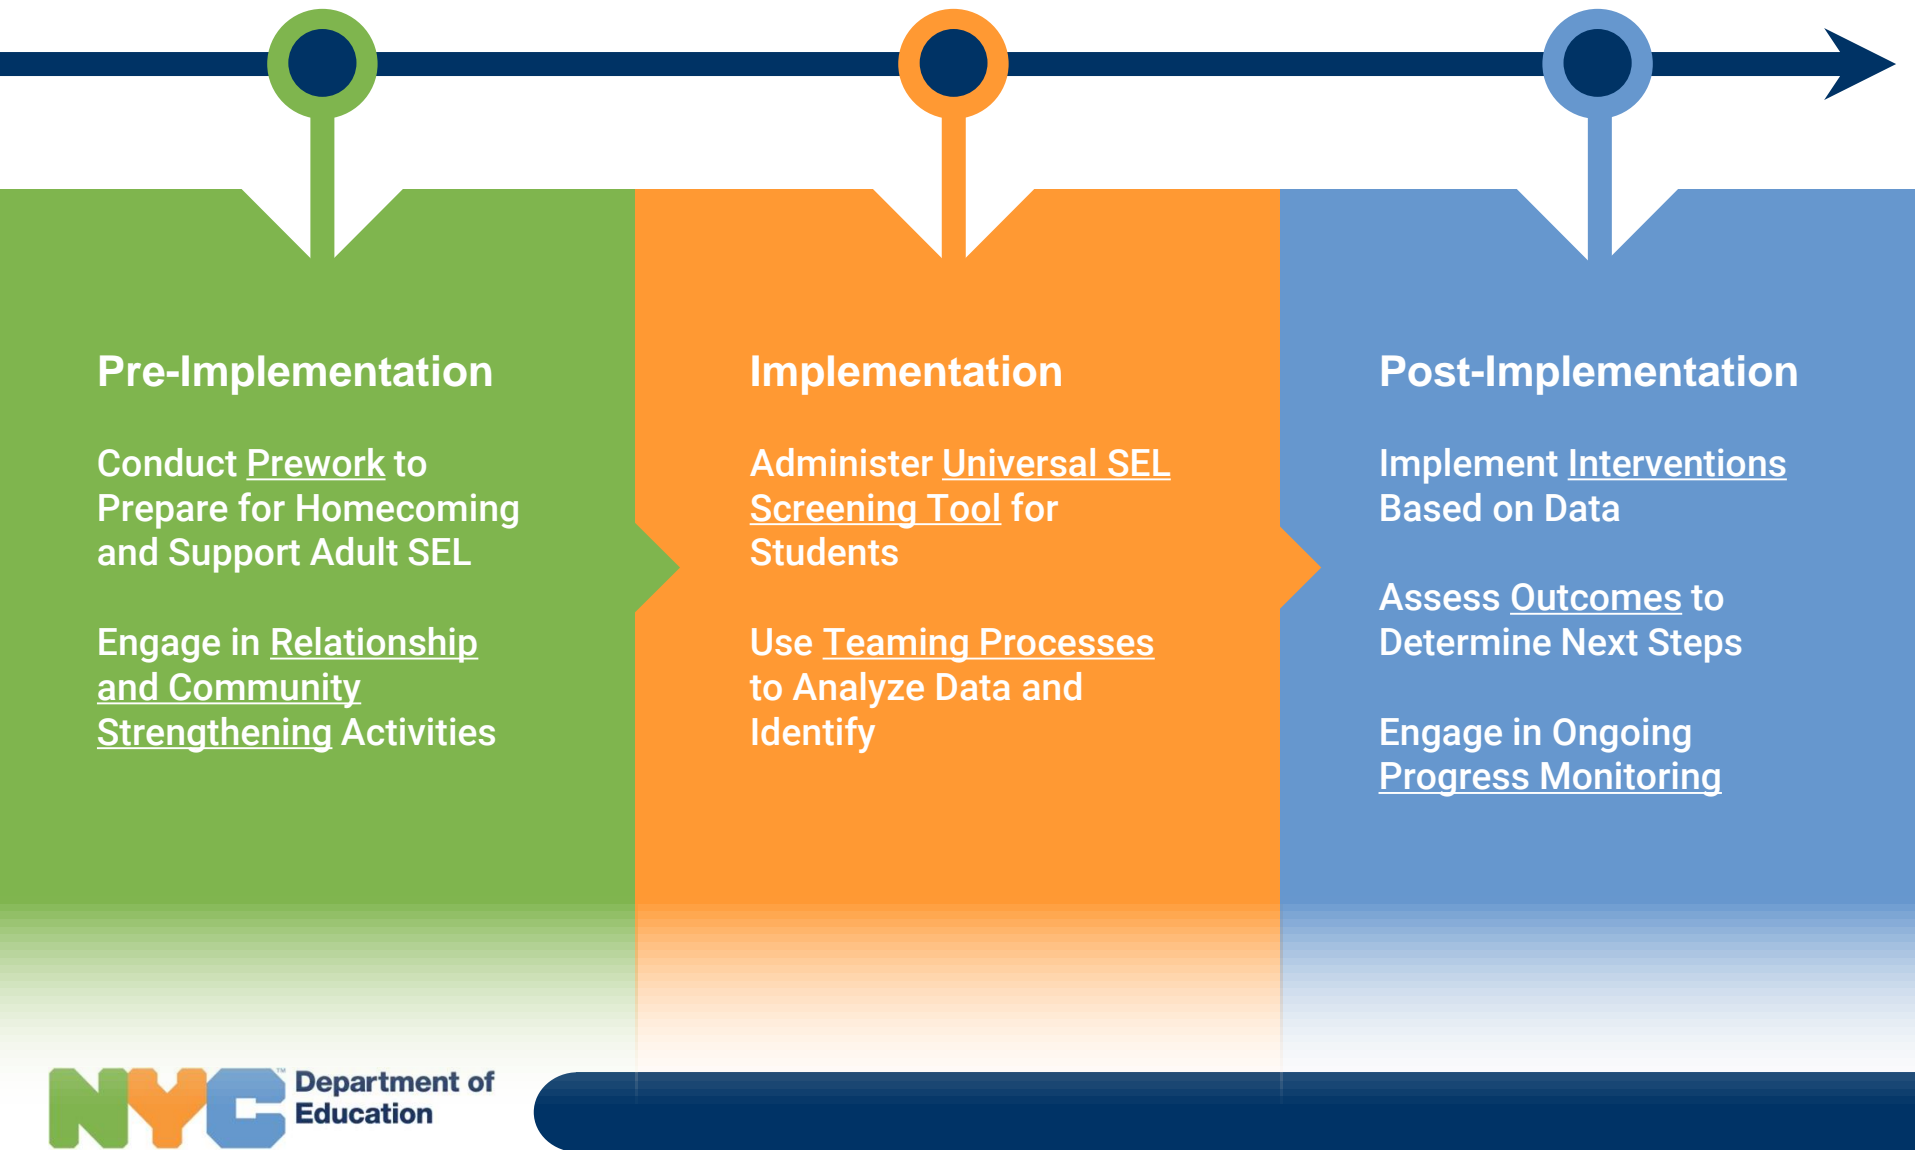 Pre-Implementation
Conduct Prework to
Prepare for Homecoming
and Support Adult SEL
Engage in Relationship
and Community
Strengthening Activities
Implementation
Administer Universal SEL
Screening Tool for
Students
Use Teaming Processes
to Analyze Data and
Identify
Post-Implementation
Implement Interventions
Based on Data
Assess Outcomes to
Determine Next Steps
Engage in Ongoing
Progress Monitoring
NYC™
Department of
Education